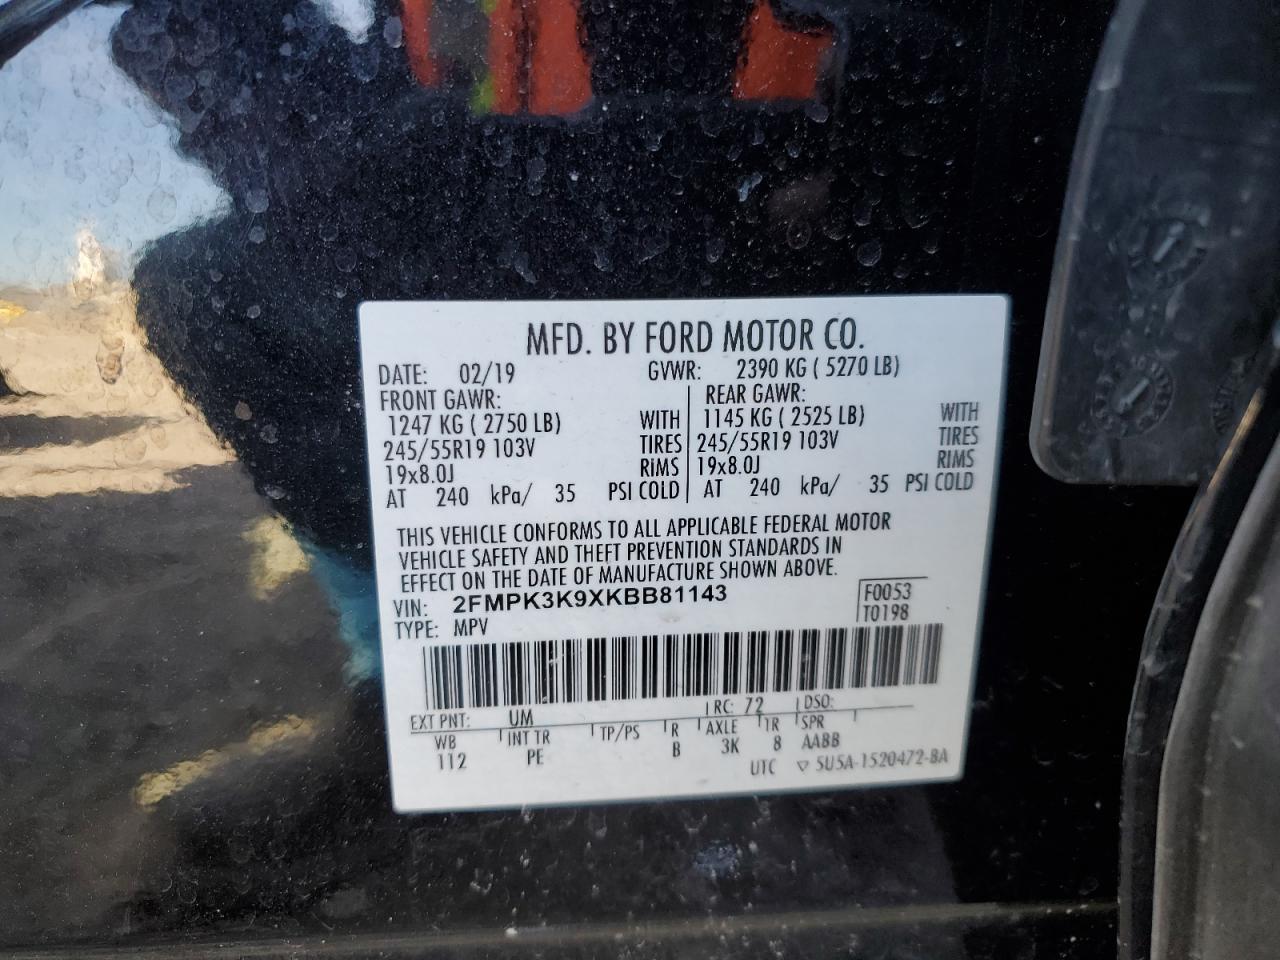 MFD. BY FORD MOTOR CO.
DATE: 02/19 GVWR: 2390 KG ( 5270 LB)
FRONT GAWR: REAR GAWR:
1247 KG ( 2750 LB) WITH 1145 KG ( 2525 LB) WITH
245/55R19 103V TIRES 245/55R19 103V TIRES
19x8.0J RIMS 19x8.0J RIMS
AT 240 kPa/ 35 PSI COLD AT 240 kPa/ 35 PSI COLD
THIS VEHICLE CONFORMS TO ALL APPLICABLE FEDERAL MOTOR
VEHICLE SAFETY AND THEFT PREVENTION STANDARDS IN
EFFECT ON THE DATE OF MANUFACTURE SHOWN ABOVE.
VIN: 2FMPK3K9XKBB81143 F0053
TYPE: MPV T0198
EXT PNT: UM RC: 72 DSO:
WB INT TR TP/PS R AXLE TR SPR
112 PE B 3K 8 AABB
UTC ▽ 5U5A-1520472-BA